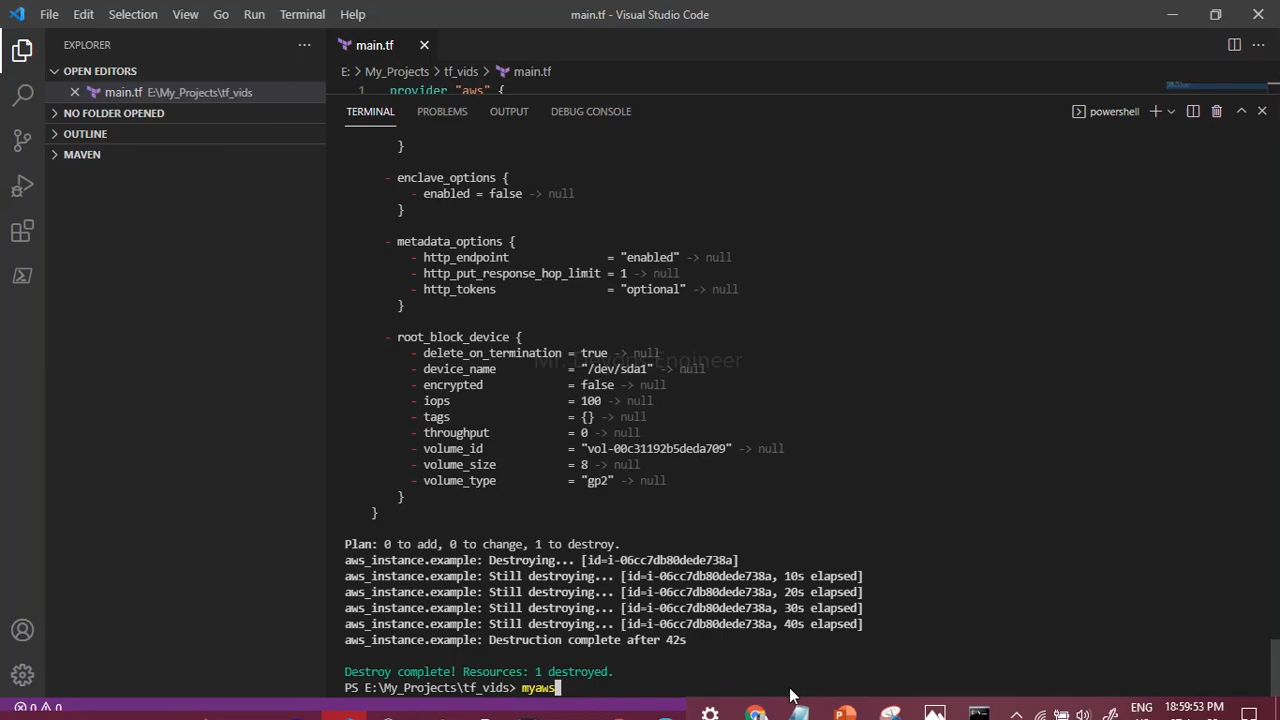 File Edit Selection View Go Run Terminal Help main.tf - Visual Studio Code
EXPLORER
OPEN EDITORS
main.tf E:\My_Projects\tf_vids
NO FOLDER OPENED
OUTLINE
MAVEN
main.tf
E: > My_Projects > tf_vids > main.tf
1 provider "aws" {
TERMINAL PROBLEMS OUTPUT DEBUG CONSOLE powershell
}
- enclave_options {
- enabled = false -> null
}
- metadata_options {
- http_endpoint = "enabled" -> null
- http_put_response_hop_limit = 1 -> null
- http_tokens = "optional" -> null
}
- root_block_device {
- delete_on_termination = true -> null
- device_name = "/dev/sda1" -> null
- encrypted = false -> null
- iops = 100 -> null
- tags = {} -> null
- throughput = 0 -> null
- volume_id = "vol-00c31192b5deda709" -> null
- volume_size = 8 -> null
- volume_type = "gp2" -> null
}
}
Plan: 0 to add, 0 to change, 1 to destroy.
aws_instance.example: Destroying... [id=i-06cc7db80dede738a]
aws_instance.example: Still destroying... [id=i-06cc7db80dede738a, 10s elapsed]
aws_instance.example: Still destroying... [id=i-06cc7db80dede738a, 20s elapsed]
aws_instance.example: Still destroying... [id=i-06cc7db80dede738a, 30s elapsed]
aws_instance.example: Still destroying... [id=i-06cc7db80dede738a, 40s elapsed]
aws_instance.example: Destruction complete after 42s
Destroy complete! Resources: 1 destroyed.
PS E:\My_Projects\tf_vids> myaws
0 0
ENG 18:59:53 PM